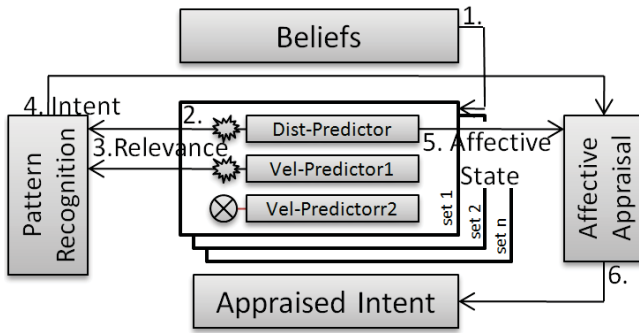 Beliefs
1.
4. Intent
2.
Dist-Predictor
5. Affective
State
3.Relevance
Vel-Predictor1
Vel-Predictorr2
set 1
set 2
set n
Pattern
Recognition
Affective
Appraisal
6.
Appraised Intent